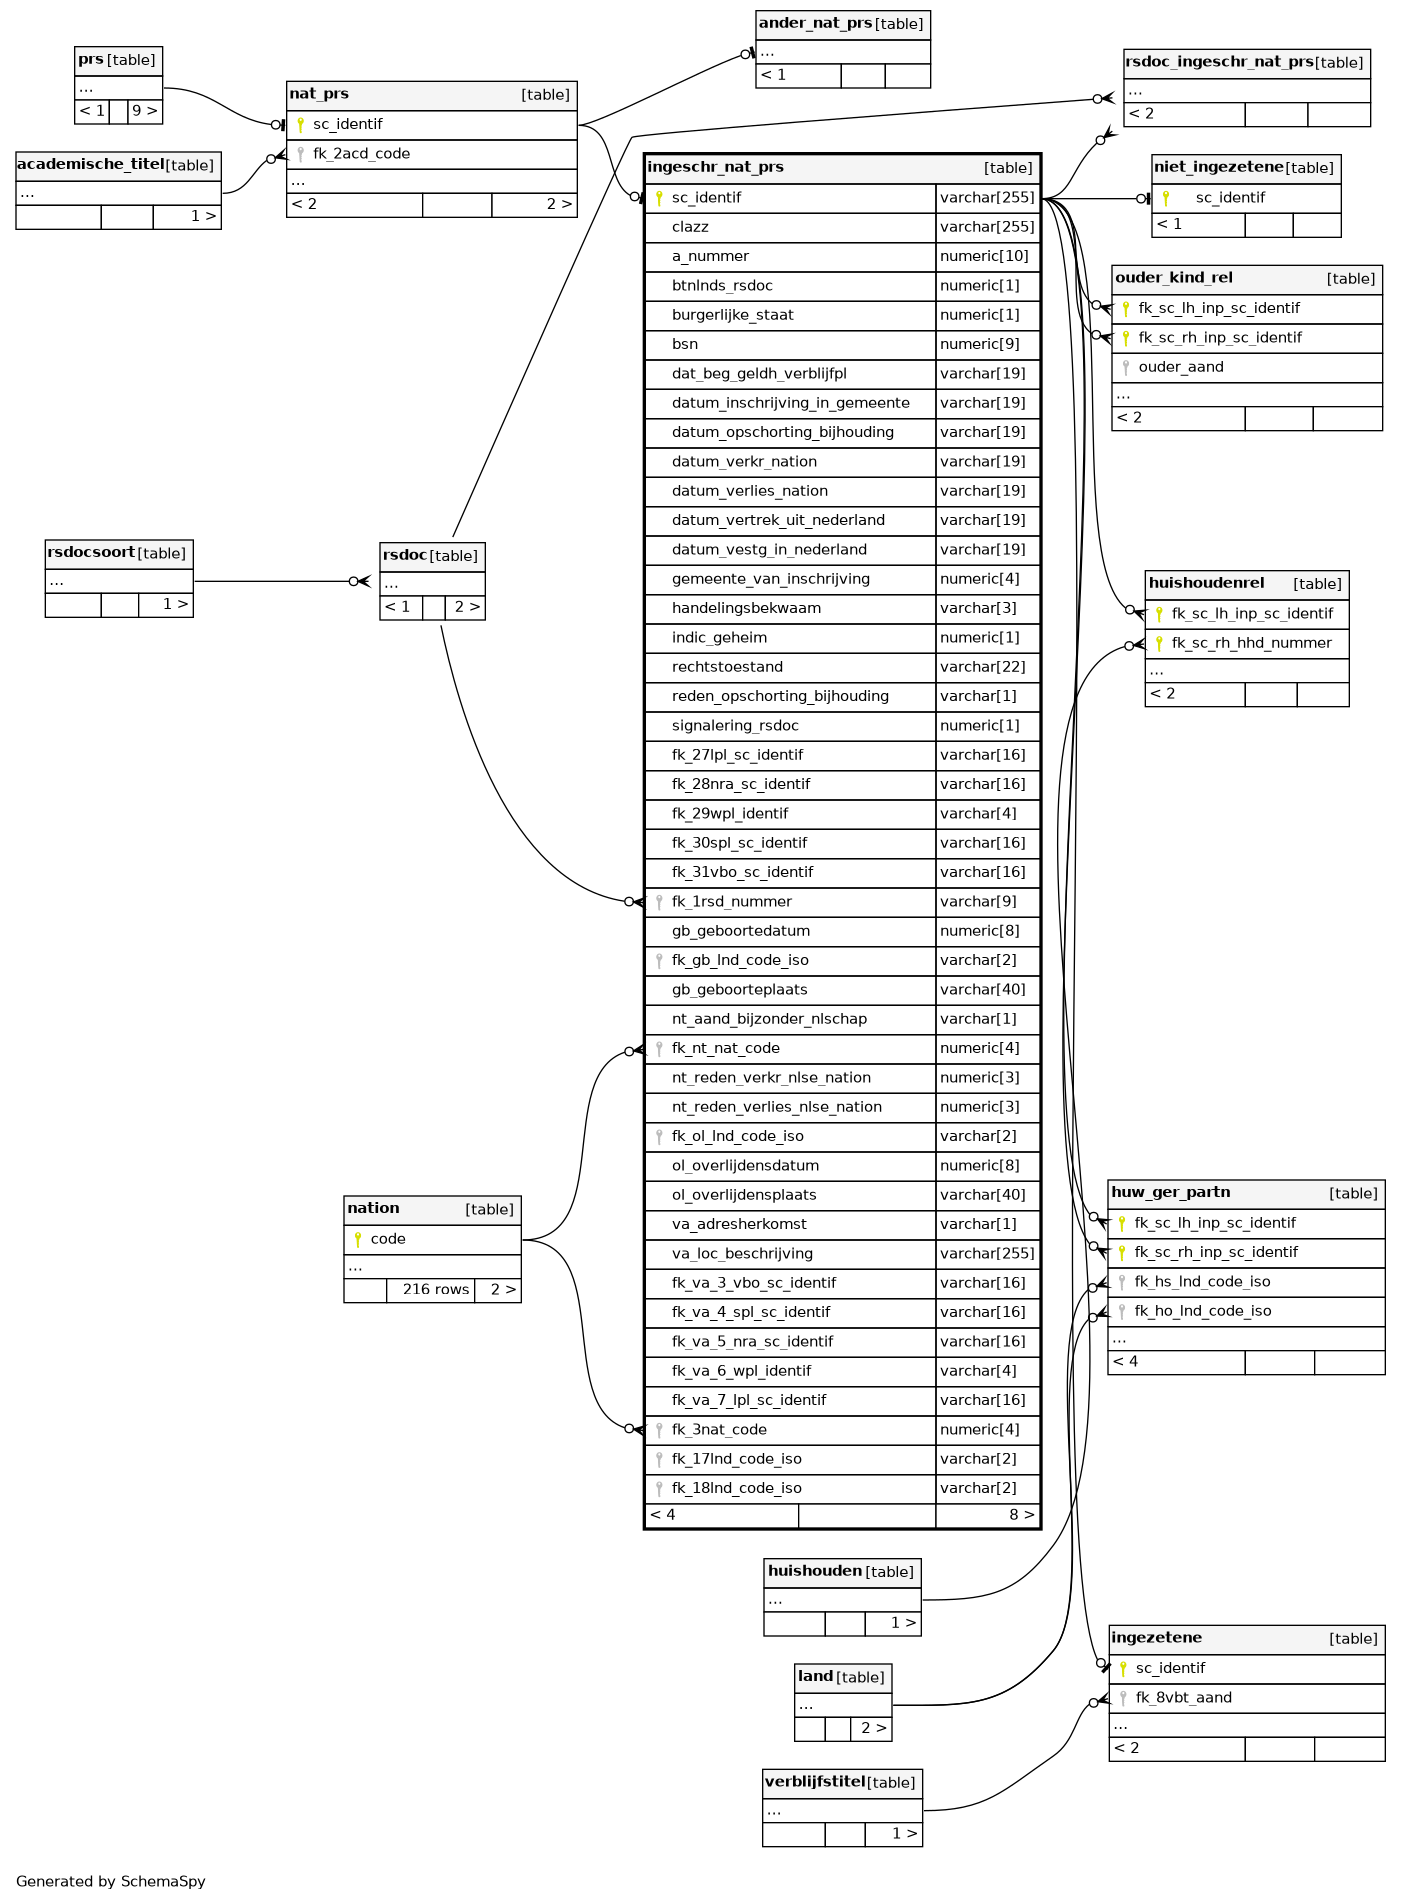 ander_nat_prs [table]
...
< 1
prs [table]
...
< 1 9 >
rsdoc_ingeschr_nat_prs [table]
...
< 2
nat_prs [table]
sc_identif
fk_2acd_code
...
< 2 2 >
academische_titel [table]
...
1 >
niet_ingezetene [table]
sc_identif
< 1
ouder_kind_rel [table]
fk_sc_lh_inp_sc_identif
fk_sc_rh_inp_sc_identif
ouder_aand
...
< 2
ingeschr_nat_prs [table]
sc_identif varchar[255]
clazz varchar[255]
a_nummer numeric[10]
btnlnds_rsdoc numeric[1]
burgerlijke_staat numeric[1]
bsn numeric[9]
dat_beg_geldh_verblijfpl varchar[19]
datum_inschrijving_in_gemeente varchar[19]
datum_opschorting_bijhouding varchar[19]
datum_verkr_nation varchar[19]
datum_verlies_nation varchar[19]
datum_vertrek_uit_nederland varchar[19]
datum_vestg_in_nederland varchar[19]
gemeente_van_inschrijving numeric[4]
handelingsbekwaam varchar[3]
indic_geheim numeric[1]
rechtstoestand varchar[22]
reden_opschorting_bijhouding varchar[1]
signalering_rsdoc numeric[1]
fk_27lpl_sc_identif varchar[16]
fk_28nra_sc_identif varchar[16]
fk_29wpl_identif varchar[4]
fk_30spl_sc_identif varchar[16]
fk_31vbo_sc_identif varchar[16]
fk_1rsd_nummer varchar[9]
gb_geboortedatum numeric[8]
fk_gb_lnd_code_iso varchar[2]
gb_geboorteplaats varchar[40]
nt_aand_bijzonder_nlschap varchar[1]
fk_nt_nat_code numeric[4]
nt_reden_verkr_nlse_nation numeric[3]
nt_reden_verlies_nlse_nation numeric[3]
fk_ol_lnd_code_iso varchar[2]
ol_overlijdensdatum numeric[8]
ol_overlijdensplaats varchar[40]
va_adresherkomst varchar[1]
va_loc_beschrijving varchar[255]
fk_va_3_vbo_sc_identif varchar[16]
fk_va_4_spl_sc_identif varchar[16]
fk_va_5_nra_sc_identif varchar[16]
fk_va_6_wpl_identif varchar[4]
fk_va_7_lpl_sc_identif varchar[16]
fk_3nat_code numeric[4]
fk_17lnd_code_iso varchar[2]
fk_18lnd_code_iso varchar[2]
< 4 8 >
rsdocsoort [table]
...
1 >
rsdoc [table]
...
< 1 2 >
huishoudenrel [table]
fk_sc_lh_inp_sc_identif
fk_sc_rh_hhd_nummer
...
< 2
nation [table]
code
...
216 rows 2 >
huw_ger_partn [table]
fk_sc_lh_inp_sc_identif
fk_sc_rh_inp_sc_identif
fk_hs_lnd_code_iso
fk_ho_lnd_code_iso
...
< 4
huishouden [table]
...
1 >
land [table]
...
2 >
ingezetene [table]
sc_identif
fk_8vbt_aand
...
< 2
verblijfstitel [table]
...
1 >
Generated by SchemaSpy